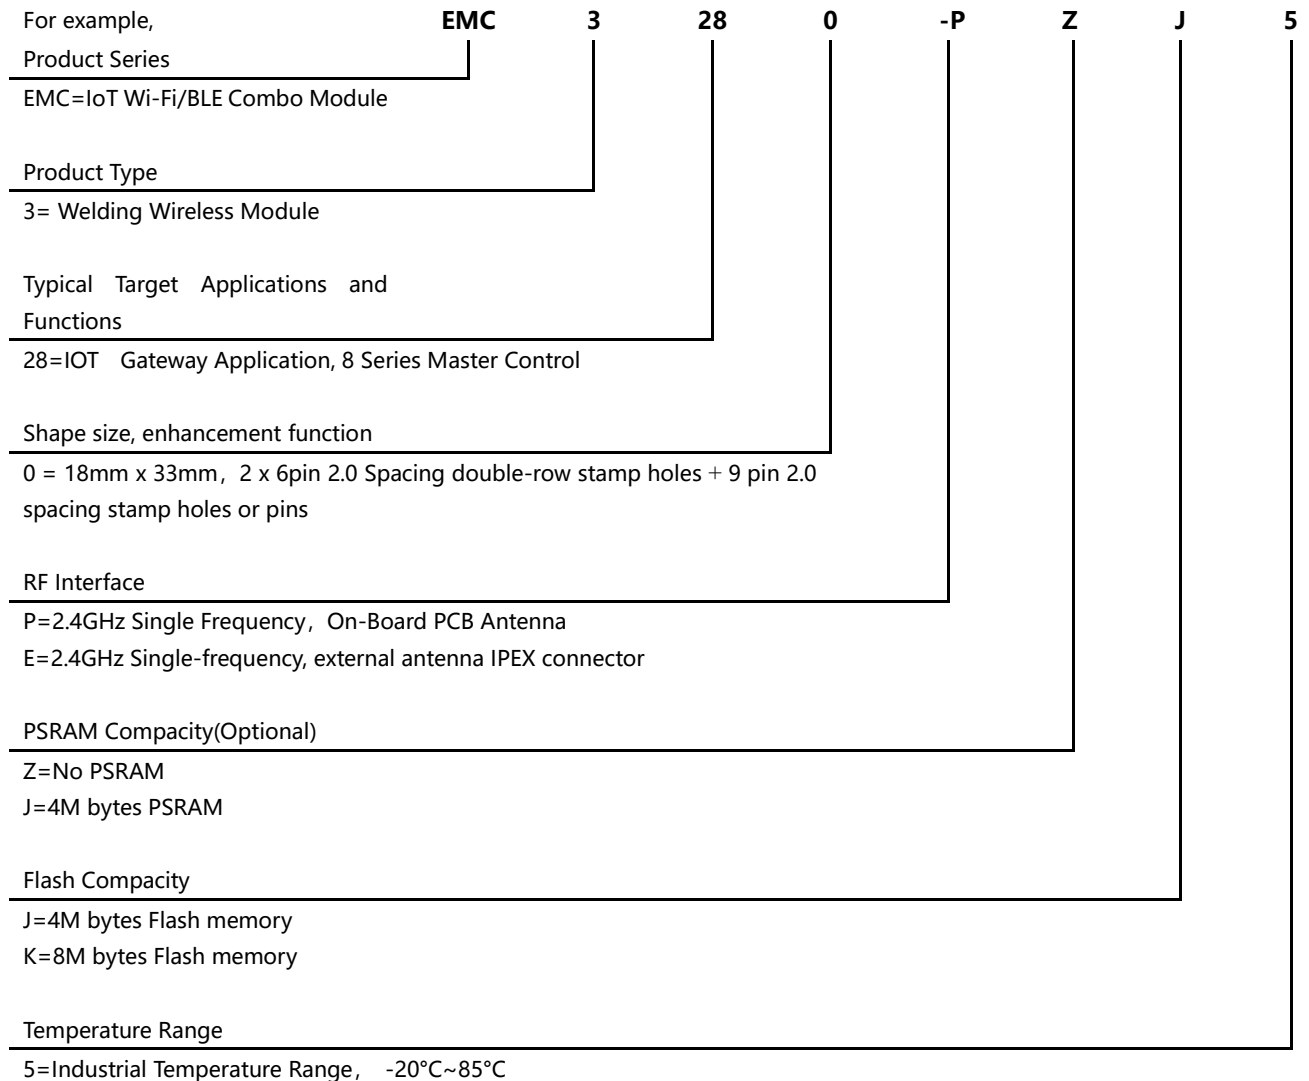 For example, EMC 3 28 0 -P Z J 5
Product Series
EMC=IoT Wi-Fi/BLE Combo Module
Product Type
3= Welding Wireless Module
Typical Target Applications and
Functions
28=IOT Gateway Application, 8 Series Master Control
Shape size, enhancement function
0 = 18mm x 33mm，2 x 6pin 2.0 Spacing double-row stamp holes + 9 pin 2.0
spacing stamp holes or pins
RF Interface
P=2.4GHz Single Frequency，On-Board PCB Antenna
E=2.4GHz Single-frequency, external antenna IPEX connector
PSRAM Compacity(Optional)
Z=No PSRAM
J=4M bytes PSRAM
Flash Compacity
J=4M bytes Flash memory
K=8M bytes Flash memory
Temperature Range
5=Industrial Temperature Range， -20°C~85°C